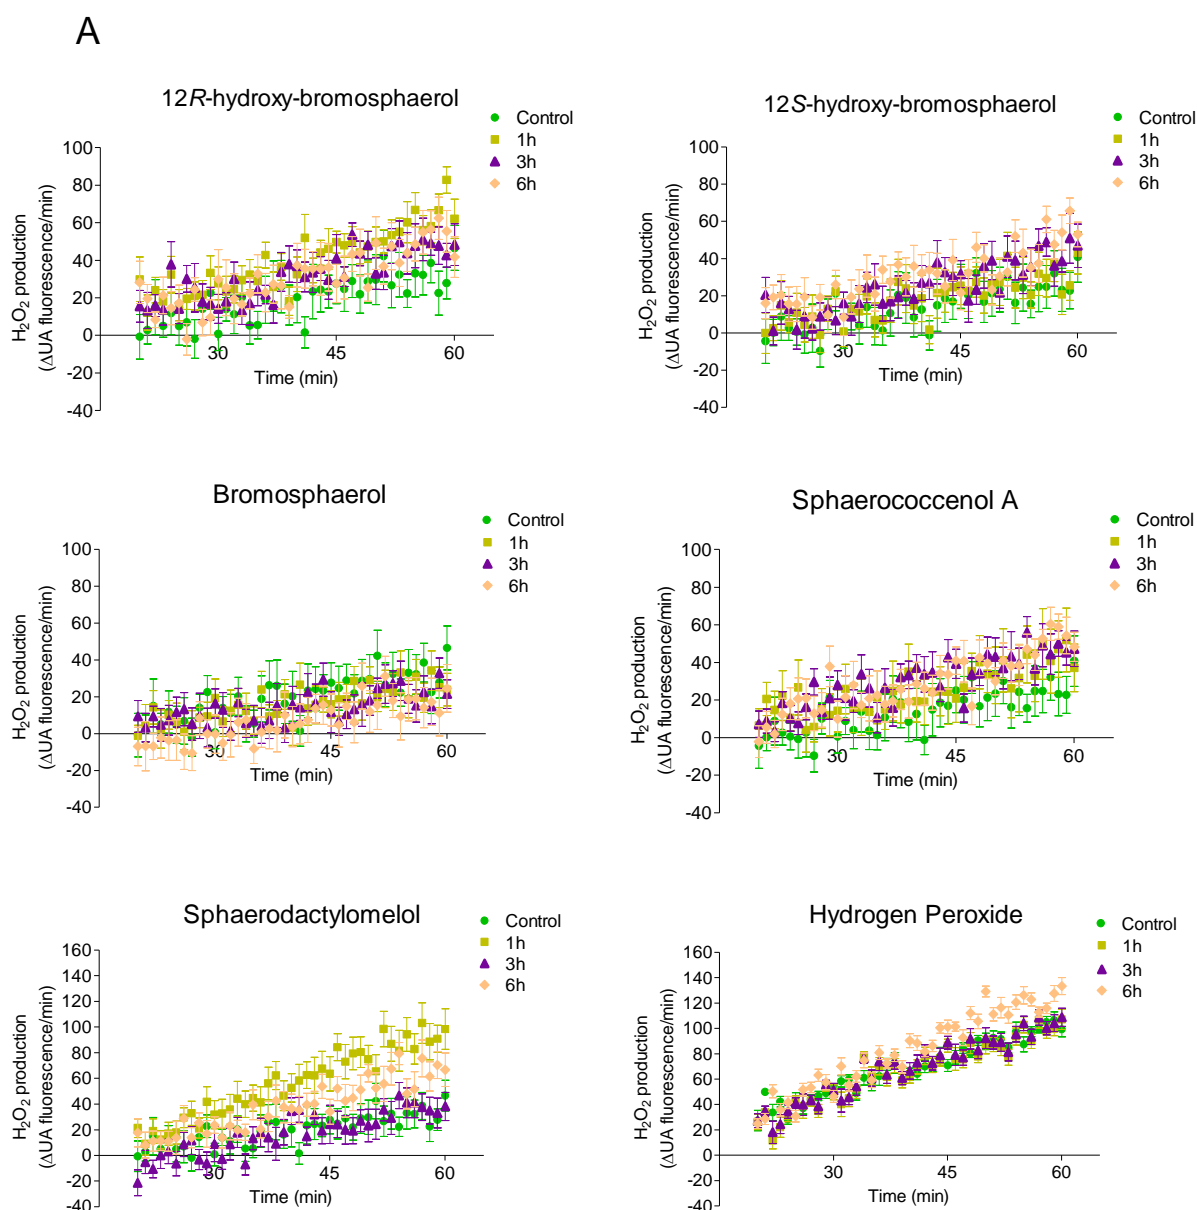 A
12R-hydroxy-bromosphaerol
Control
1h
3h
6h
100
80
60
40
20
0
-20
-40
30
45
60
Time (min)
H₂O₂ production
(ΔUA fluorescence/min)
12S-hydroxy-bromosphaerol
Control
1h
3h
6h
100
80
60
40
20
0
-20
-40
30
45
60
Time (min)
H₂O₂ production
(ΔUA fluorescence/min)
Bromosphaerol
Control
1h
3h
6h
100
80
60
40
20
0
-20
-40
30
45
60
Time (min)
H₂O₂ production
(ΔUA fluorescence/min)
Sphaerococcenol A
Control
1h
3h
6h
100
80
60
40
20
0
-20
-40
30
45
60
Time (min)
H₂O₂ production
(ΔUA fluorescence/min)
Sphaerodactylomelol
Control
1h
3h
6h
160
140
120
100
80
60
40
20
0
-20
-40
30
45
60
Time (min)
H₂O₂ production
(ΔUA fluorescence/min)
Hydrogen Peroxide
Control
1h
3h
6h
160
140
120
100
80
60
40
20
0
-20
-40
30
45
60
Time (min)
H₂O₂ production
(ΔUA fluorescence/min)